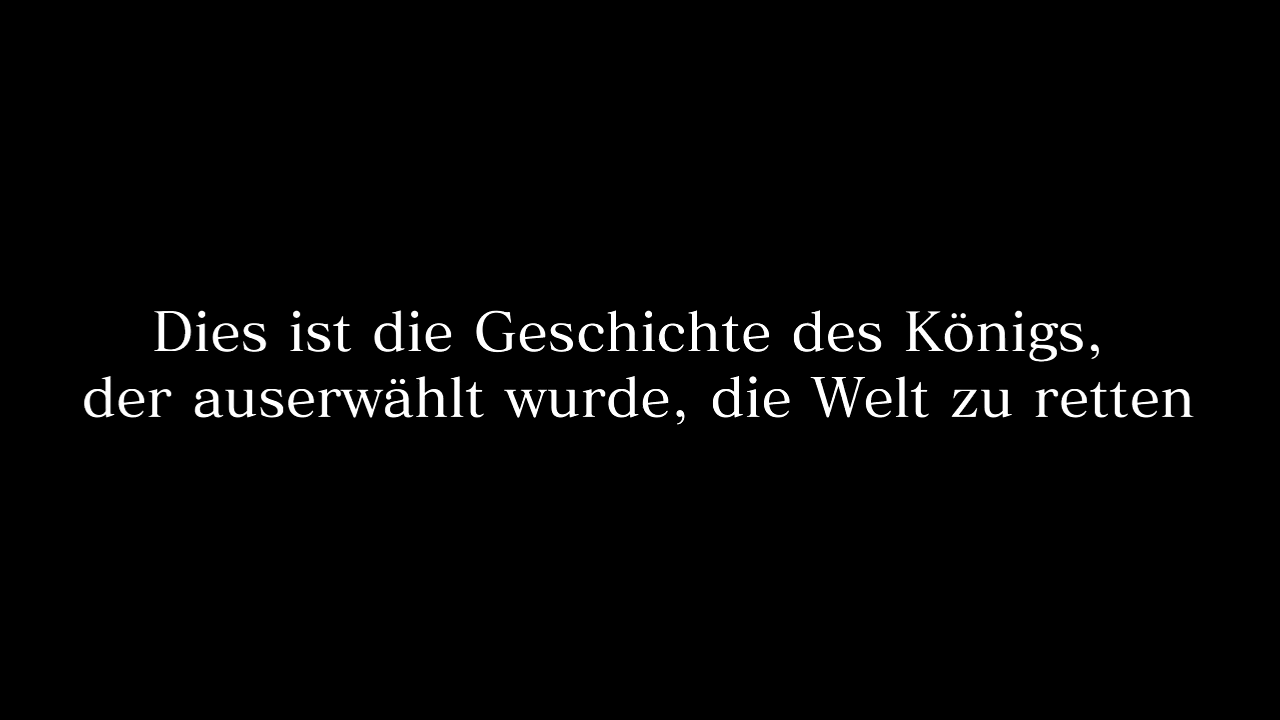 Dies ist die Geschichte des Königs,
der auserwählt wurde, die Welt zu retten